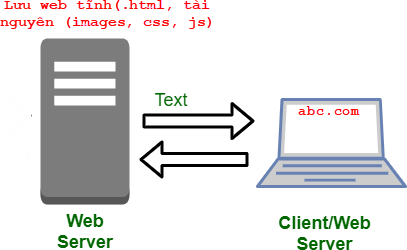 Lưu web tĩnh(.html, tài
nguyên (images, css, js)
Text
abc.com
Web
Server
Client/Web
Server